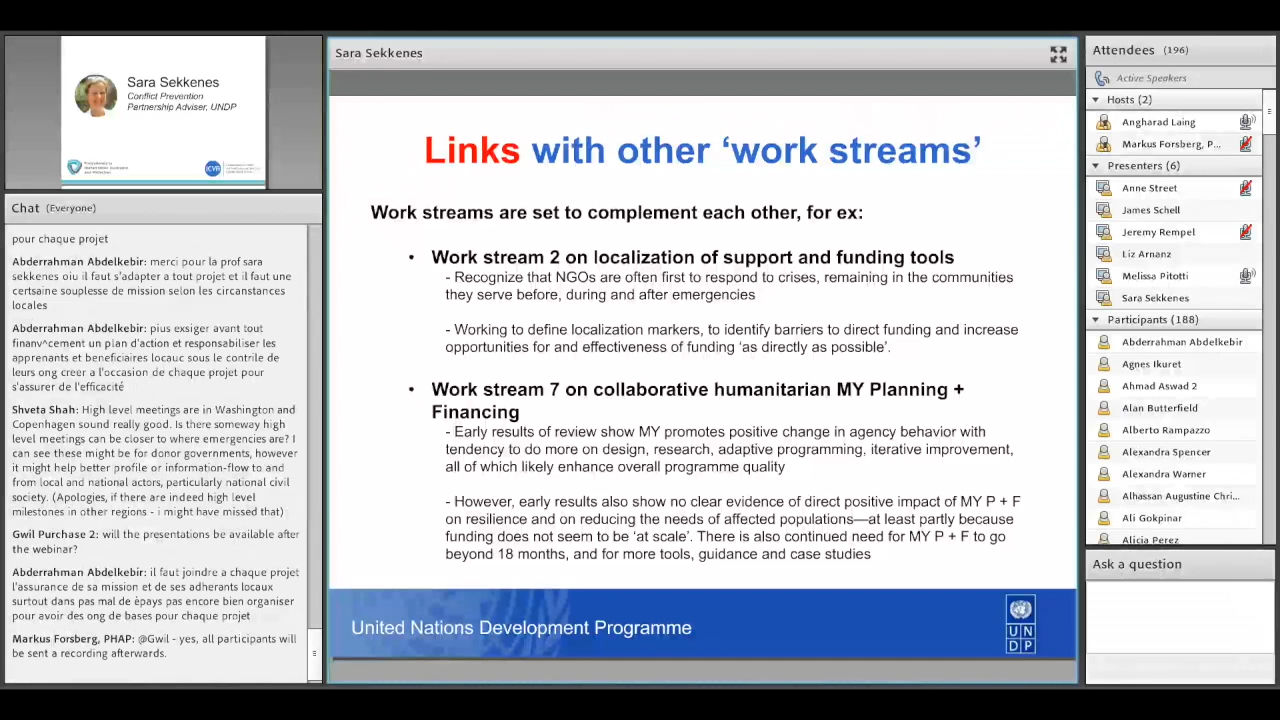 Sara Sekkenes
Conflict Prevention
Partnership Adviser, UNDP
ICVA
Chat (Everyone)
pour chaque projet
Abderrahman Abdelkebir: merci pour la prof sara
sekkenes oiu il faut s'adapter a tout projet et il faut une
certsaine souplesse de mission selon les circunstances
locales
Abderrahman Abdelkebir: pius exsiger avant tout
finanv^cement un plan d'action et responsibiliser les
apprenants et beneficiaires locauc sous le contrile de
leurs ong creer a l'occasion de chaque projet pour
s'assurer de l'efficacité
Shveta Shah: High level meetings are in Washington and
Copenhagen sound really good. Is there someway high
level meetings can be closer to where emergencies are? I
can see these might be for donor governments, however
it might help better profile or information-flow to and
from local and national actors, particularly national civil
society. (Apologies, if there are indeed high level
milestones in other regions - i might have missed that)
Gwil Purchase 2: will the presentations be available after
the webinar?
Abderrahman Abdelkebir: il faut joindre a chaque projet
l'assurance de sa mission et de ses adherants locaux
surtout dans pas mal de èpays pas encore bien organiser
pour avoir des ong de bases pour chaque projet
Markus Forsberg, PHAP: @Gwil - yes, all participants will
be sent a recording afterwards.
Sara Sekkenes
Links with other ‘work streams’
Work streams are set to complement each other, for ex:
• Work stream 2 on localization of support and funding tools
- Recognize that NGOs are often first to respond to crises, remaining in the communities
they serve before, during and after emergencies
- Working to define localization markers, to identify barriers to direct funding and increase
opportunities for and effectiveness of funding ‘as directly as possible’.
• Work stream 7 on collaborative humanitarian MY Planning +
Financing
- Early results of review show MY promotes positive change in agency behavior with
tendency to do more on design, research, adaptive programming, iterative improvement,
all of which likely enhance overall programme quality
- However, early results also show no clear evidence of direct positive impact of MY P + F
on resilience and on reducing the needs of affected populations—at least partly because
funding does not seem to be ‘at scale’. There is also continued need for MY P + F to go
beyond 18 months, and for more tools, guidance and case studies
United Nations Development Programme
U N
D P
Attendees (196)
Active Speakers
Hosts (2)
Angharad Laing
Markus Forsberg, P...
Presenters (6)
Anne Street
James Schell
Jeremy Rempel
Liz Arnanz
Melissa Pitotti
Sara Sekkenes
Participants (188)
Abderrahman Abdelkebir
Agnes Ikuret
Ahmad Aswad 2
Alan Butterfield
Alberto Rampazzo
Alexandra Spencer
Alexandra Warner
Alhassan Augustine Chri...
Ali Gokpinar
Alicia Perez
Ask a question